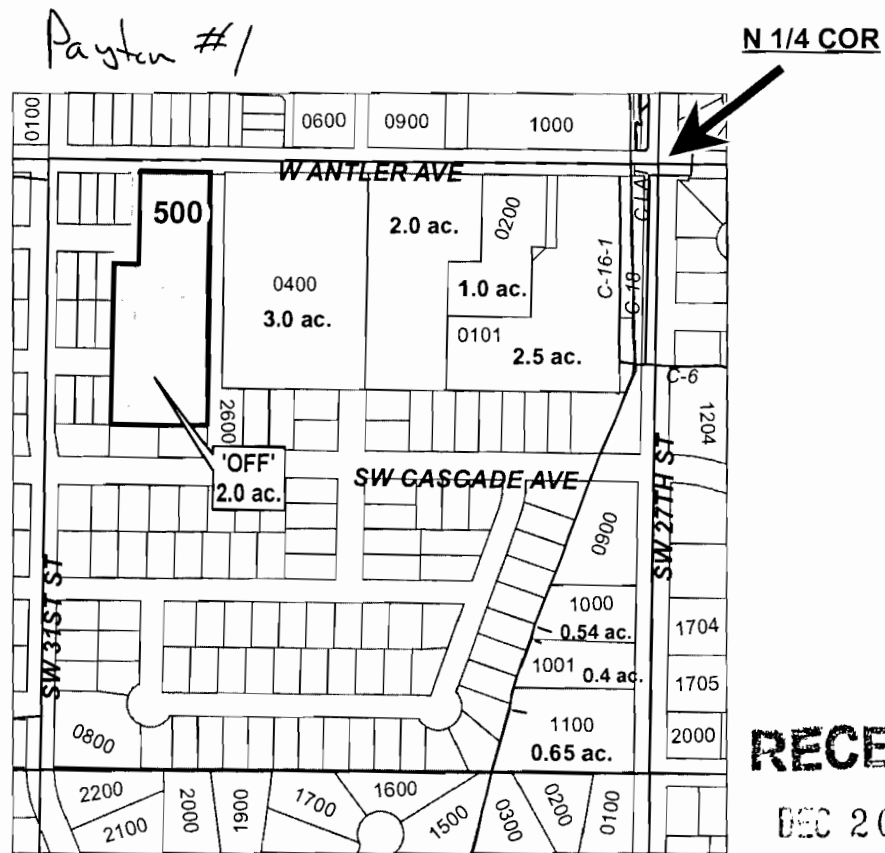 Payton #1
N 1/4 COR
0100
0600
0900
1000
W ANTLER AVE
500
2.0 ac.
0200
C-16-1
C-18
0400
3.0 ac.
1.0 ac.
0101
2.5 ac.
C-6
1204
2600
'OFF'
2.0 ac.
SW CASCADE AVE
SW 27TH ST
0900
SW 31ST ST
1000
0.54 ac.
1001
0.4 ac.
1100
0.65 ac.
1704
1705
2000
0800
RECE
DEC 20
2200
2100
2000
1900
1700
1600
1500
0300
0200
0100